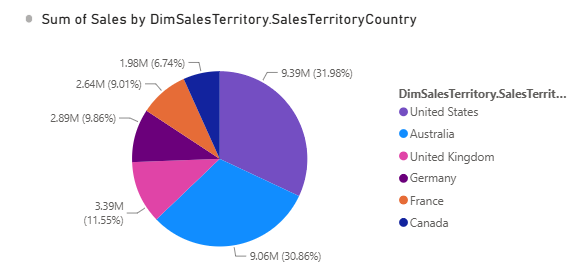 Sum of Sales by DimSalesTerritory.SalesTerritoryCountry
1.98M (6.74%)
9.39M (31.98%)
2.64M (9.01%)
2.89M (9.86%)
3.39M
(11.55%)
9.06M (30.86%)
DimSalesTerritory.SalesTerrit...
United States
Australia
United Kingdom
Germany
France
Canada